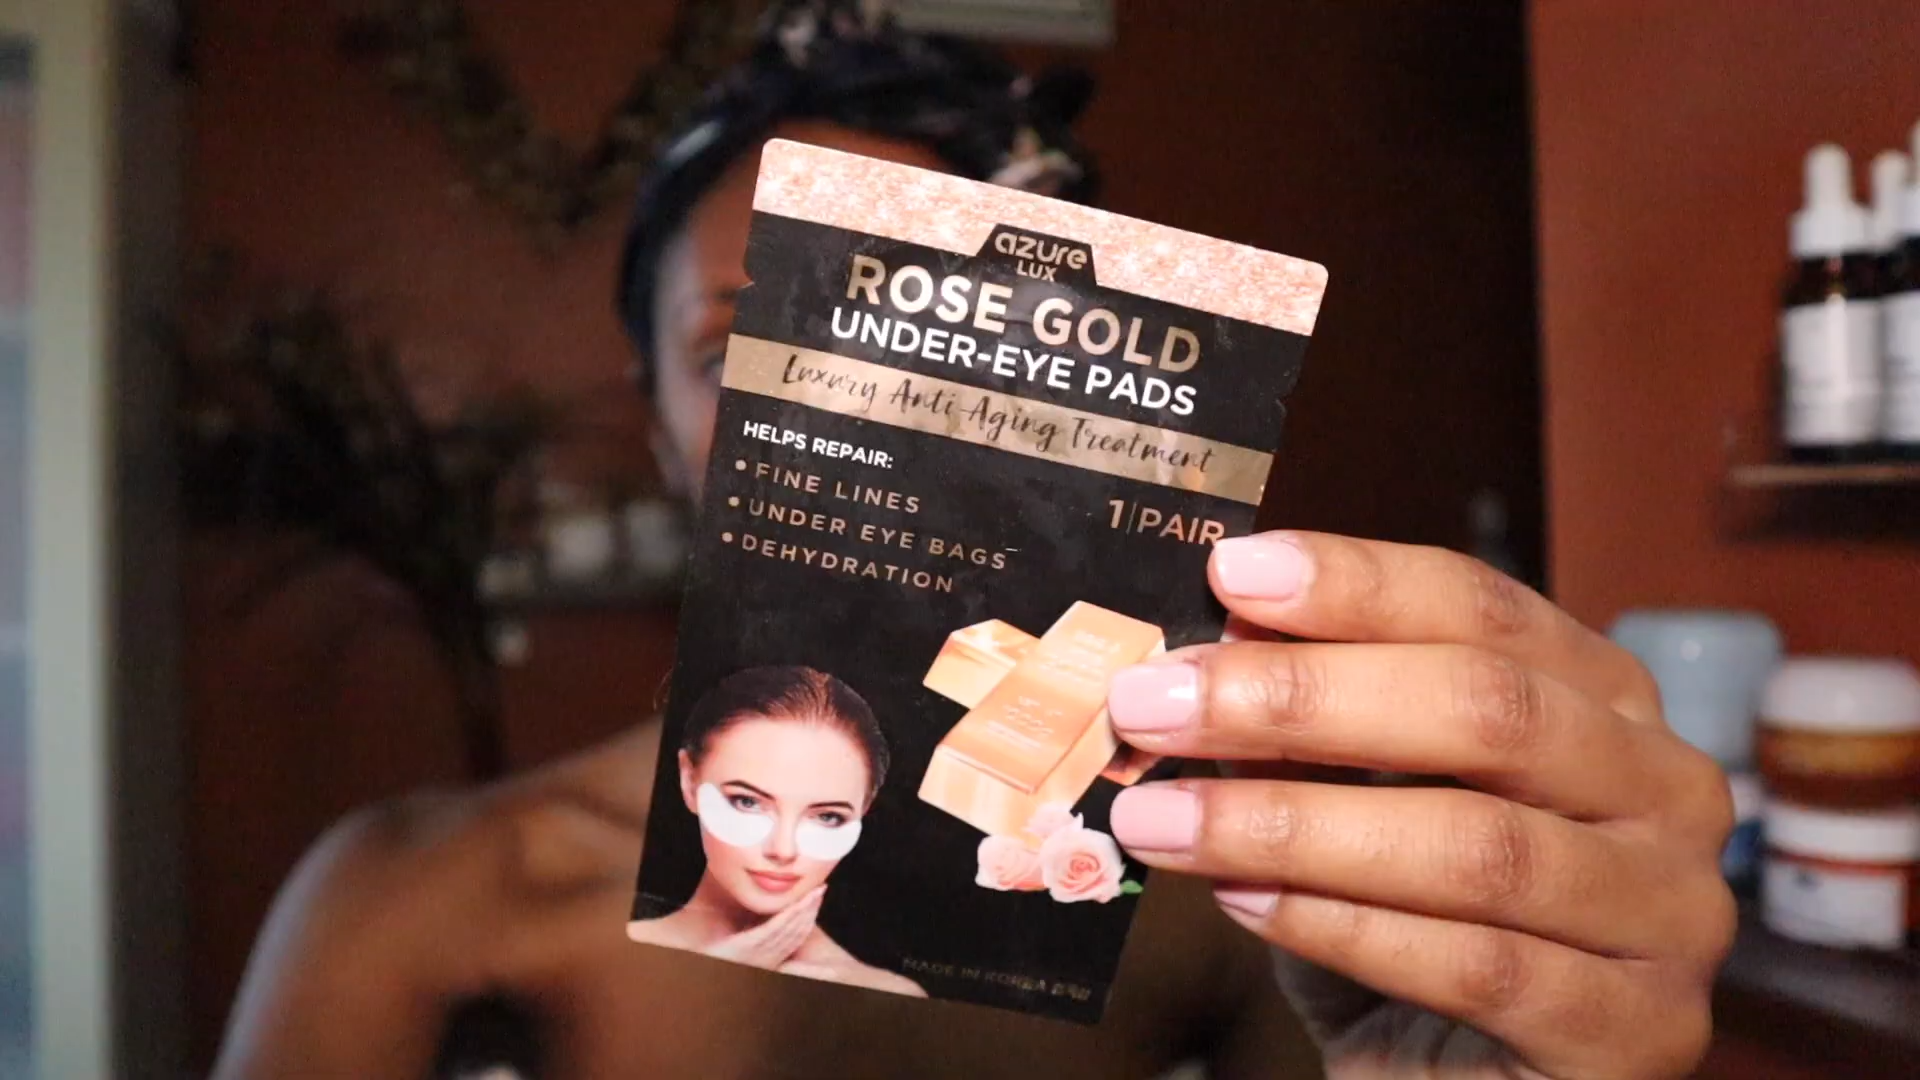 azure
LUX
ROSE GOLD
UNDER-EYE PADS
Luxury Anti-Aging Treatment
HELPS REPAIR:
• FINE LINES
• UNDER EYE BAGS
• DEHYDRATION
1|PAIR
MADE IN KOREA